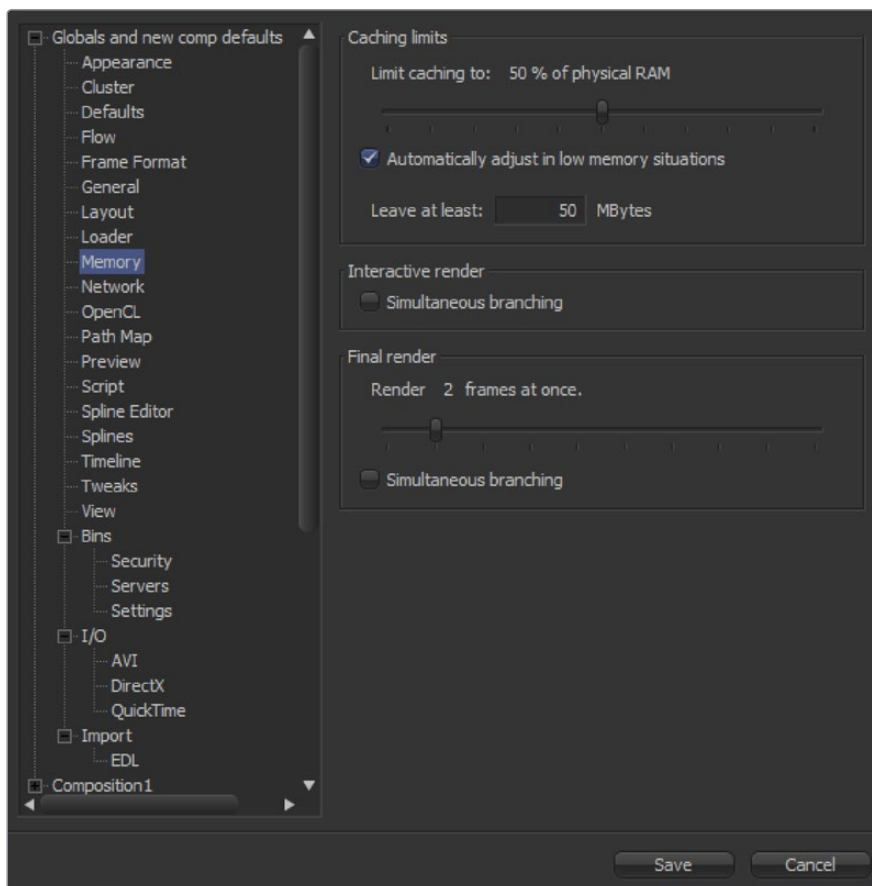 Globals and new comp defaults
Appearance
Cluster
Defaults
Flow
Frame Format
General
Layout
Loader
Memory
Network
OpenCL
Path Map
Preview
Script
Spline Editor
Splines
Timeline
Tweaks
View
Bins
Security
Servers
Settings
I/O
AVI
DirectX
QuickTime
Import
EDL
Composition1
Caching limits
Limit caching to: 50 % of physical RAM
Automatically adjust in low memory situations
Leave at least: 50 MBytes
Interactive render
Simultaneous branching
Final render
Render 2 frames at once.
Simultaneous branching
Save Cancel